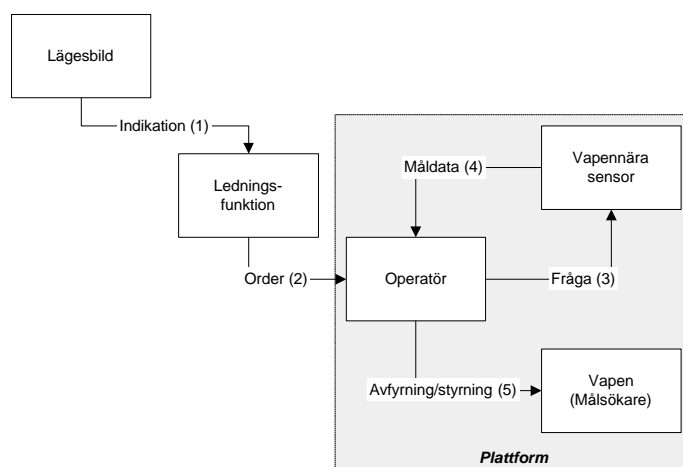 Lägesbild
Indikation (1)
Lednings-
funktion
Order (2)
Operatör
Måldata (4)
Vapennära
sensor
Fråga (3)
Avfyrning/styrning (5)
Vapen
(Målsökare)
Plattform